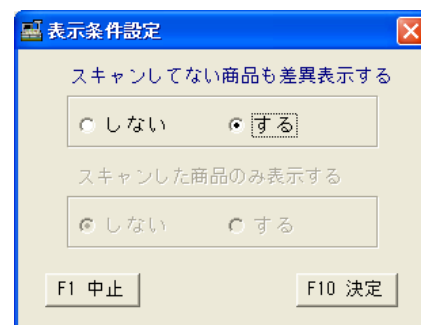 表示条件設定
スキャンしてない商品も差異表示する
しない する
スキャンした商品のみ表示する
しない する
F1 中止 F10 決定